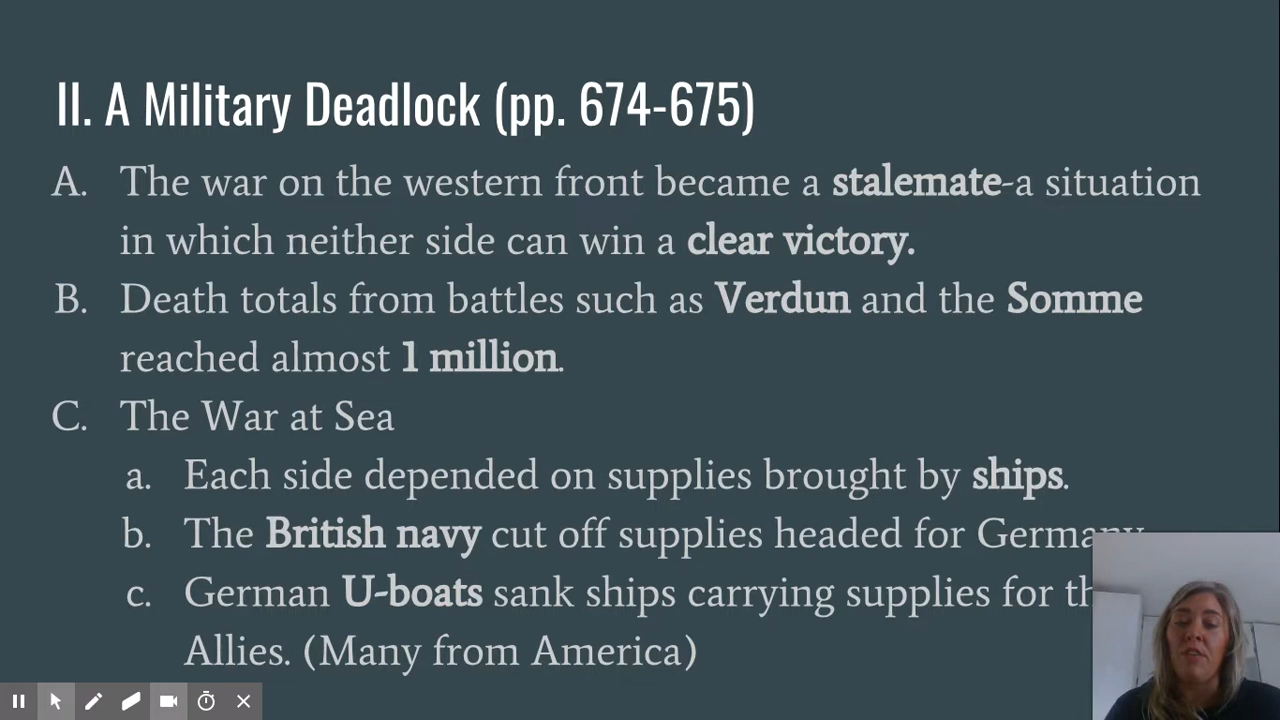 II. A Military Deadlock (pp. 674-675)
A. The war on the western front became a stalemate-a situation
in which neither side can win a clear victory.
B. Death totals from battles such as Verdun and the Somme
reached almost 1 million.
C. The War at Sea
a. Each side depended on supplies brought by ships.
b. The British navy cut off supplies headed for Germany.
c. German U-boats sank ships carrying supplies for
Allies. (Many from America)